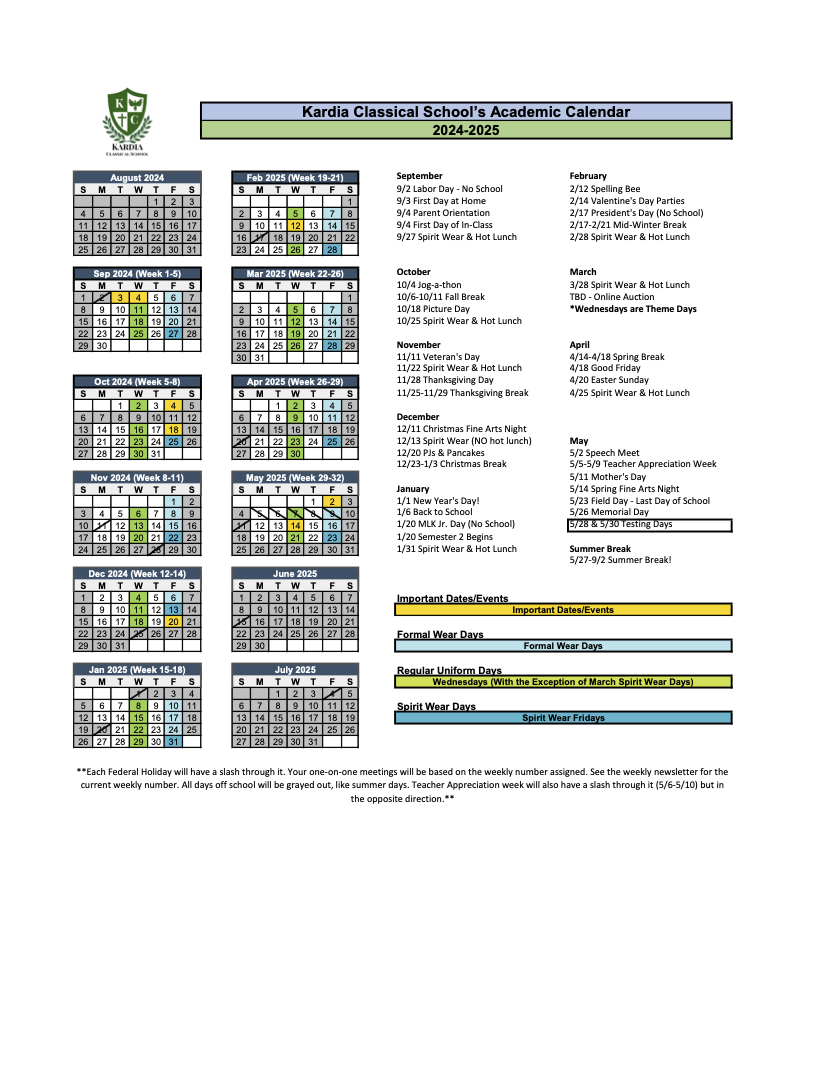 K
T C
KARDIA
CLASSICAL SCHOOL
Kardia Classical School's Academic Calendar
2024-2025
August 2024
S M T W T F S
1 2 3
4 5 6 7 8 9 10
11 12 13 14 15 16 17
18 19 20 21 22 23 24
25 26 27 28 29 30 31
Sep 2024 (Week 1-5)
S M T W T F S
1 2 3 4 5 6 7
8 9 10 11 12 13 14
15 16 17 18 19 20 21
22 23 24 25 26 27 28
29 30
Oct 2024 (Week 5-8)
S M T W T F S
1 2 3 4 5
6 7 8 9 10 11 12
13 14 15 16 17 18 19
20 21 22 23 24 25 26
27 28 29 30 31
Nov 2024 (Week 8-11)
S M T W T F S
1 2
3 4 5 6 7 8 9
10 11 12 13 14 15 16
17 18 19 20 21 22 23
24 25 26 27 28 29 30
Dec 2024 (Week 12-14)
S M T W T F S
1 2 3 4 5 6 7
8 9 10 11 12 13 14
15 16 17 18 19 20 21
22 23 24 25 26 27 28
29 30 31
Jan 2025 (Week 15-18)
S M T W T F S
1 2 3 4
5 6 7 8 9 10 11
12 13 14 15 16 17 18
19 20 21 22 23 24 25
26 27 28 29 30 31
Feb 2025 (Week 19-21)
S M T W T F S
1
2 3 4 5 6 7 8
9 10 11 12 13 14 15
16 17 18 19 20 21 22
23 24 25 26 27 28
Mar 2025 (Week 22-26)
S M T W T F S
1
2 3 4 5 6 7 8
9 10 11 12 13 14 15
16 17 18 19 20 21 22
23 24 25 26 27 28 29
30 31
Apr 2025 (Week 26-29)
S M T W T F S
1 2 3 4 5
6 7 8 9 10 11 12
13 14 15 16 17 18 19
20 21 22 23 24 25 26
27 28 29 30
May 2025 (Week 29-32)
S M T W T F S
1 2 3
4 5 6 7 8 9 10
11 12 13 14 15 16 17
18 19 20 21 22 23 24
25 26 27 28 29 30 31
June 2025
S M T W T F S
1 2 3 4 5 6 7
8 9 10 11 12 13 14
15 16 17 18 19 20 21
22 23 24 25 26 27 28
29 30
July 2025
S M T W T F S
1 2 3 4 5
6 7 8 9 10 11 12
13 14 15 16 17 18 19
20 21 22 23 24 25 26
27 28 29 30 31
September
9/2 Labor Day - No School
9/3 First Day at Home
9/4 Parent Orientation
9/4 First Day of In-Class
9/27 Spirit Wear & Hot Lunch
October
10/4 Jog-a-thon
10/6-10/11 Fall Break
10/18 Picture Day
10/25 Spirit Wear & Hot Lunch
November
11/11 Veteran's Day
11/22 Spirit Wear & Hot Lunch
11/28 Thanksgiving Day
11/25-11/29 Thanksgiving Break
December
12/11 Christmas Fine Arts Night
12/13 Spirit Wear (NO hot lunch)
12/20 PJs & Pancakes
12/23-1/3 Christmas Break
January
1/1 New Year's Day!
1/6 Back to School
1/20 MLK Jr. Day (No School)
1/20 Semester 2 Begins
1/31 Spirit Wear & Hot Lunch
February
2/12 Spelling Bee
2/14 Valentine's Day Parties
2/17 President's Day (No School)
2/17-2/21 Mid-Winter Break
2/28 Spirit Wear & Hot Lunch
March
3/28 Spirit Wear & Hot Lunch
TBD - Online Auction
*Wednesdays are Theme Days
April
4/14-4/18 Spring Break
4/18 Good Friday
4/20 Easter Sunday
4/25 Spirit Wear & Hot Lunch
May
5/2 Speech Meet
5/5-5/9 Teacher Appreciation Week
5/11 Mother's Day
5/14 Spring Fine Arts Night
5/23 Field Day - Last Day of School
5/26 Memorial Day
5/28 & 5/30 Testing Days
Summer Break
5/27-9/2 Summer Break!
Important Dates/Events
Important Dates/Events
Formal Wear Days
Formal Wear Days
Regular Uniform Days
Wednesdays (With the Exception of March Spirit Wear Days)
Spirit Wear Days
Spirit Wear Fridays
**Each Federal Holiday will have a slash through it. Your one-on-one meetings will be based on the weekly number assigned. See the weekly newsletter for the
current weekly number. All days off school will be grayed out, like summer days. Teacher Appreciation week will also have a slash through it (5/6-5/10) but in
the opposite direction.**